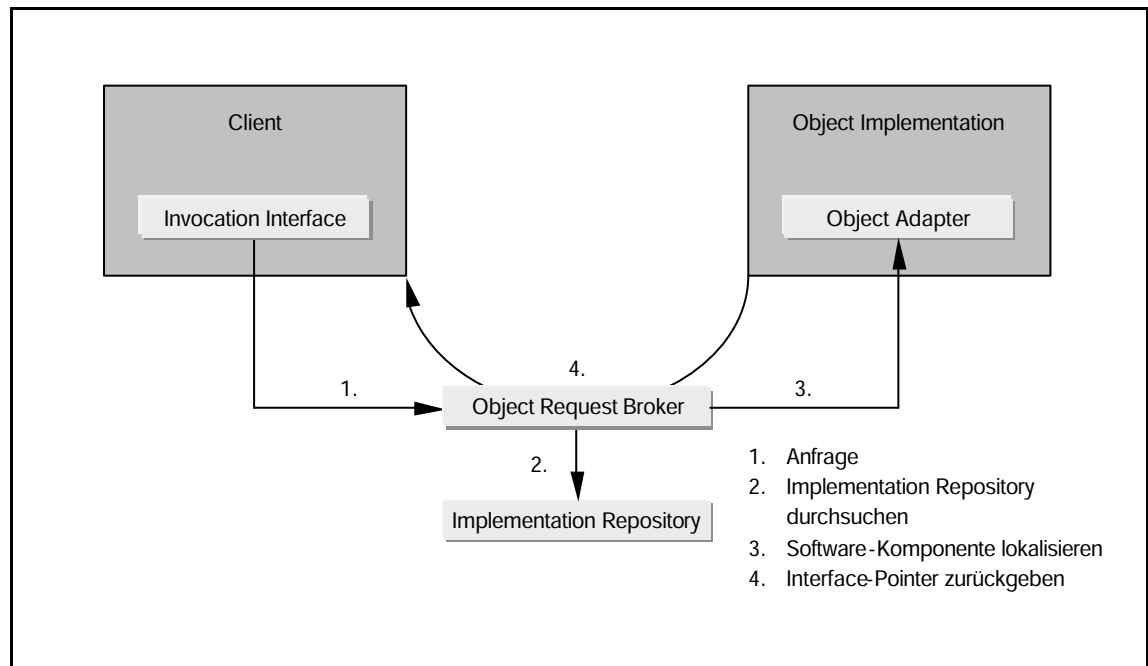 Client
Object Implementation
Invocation Interface
Object Adapter
4.
1.
3.
Object Request Broker
2.
Implementation Repository
1. Anfrage
2. Implementation Repository
durchsuchen
3. Software-Komponente lokalisieren
4. Interface-Pointer zurückgeben